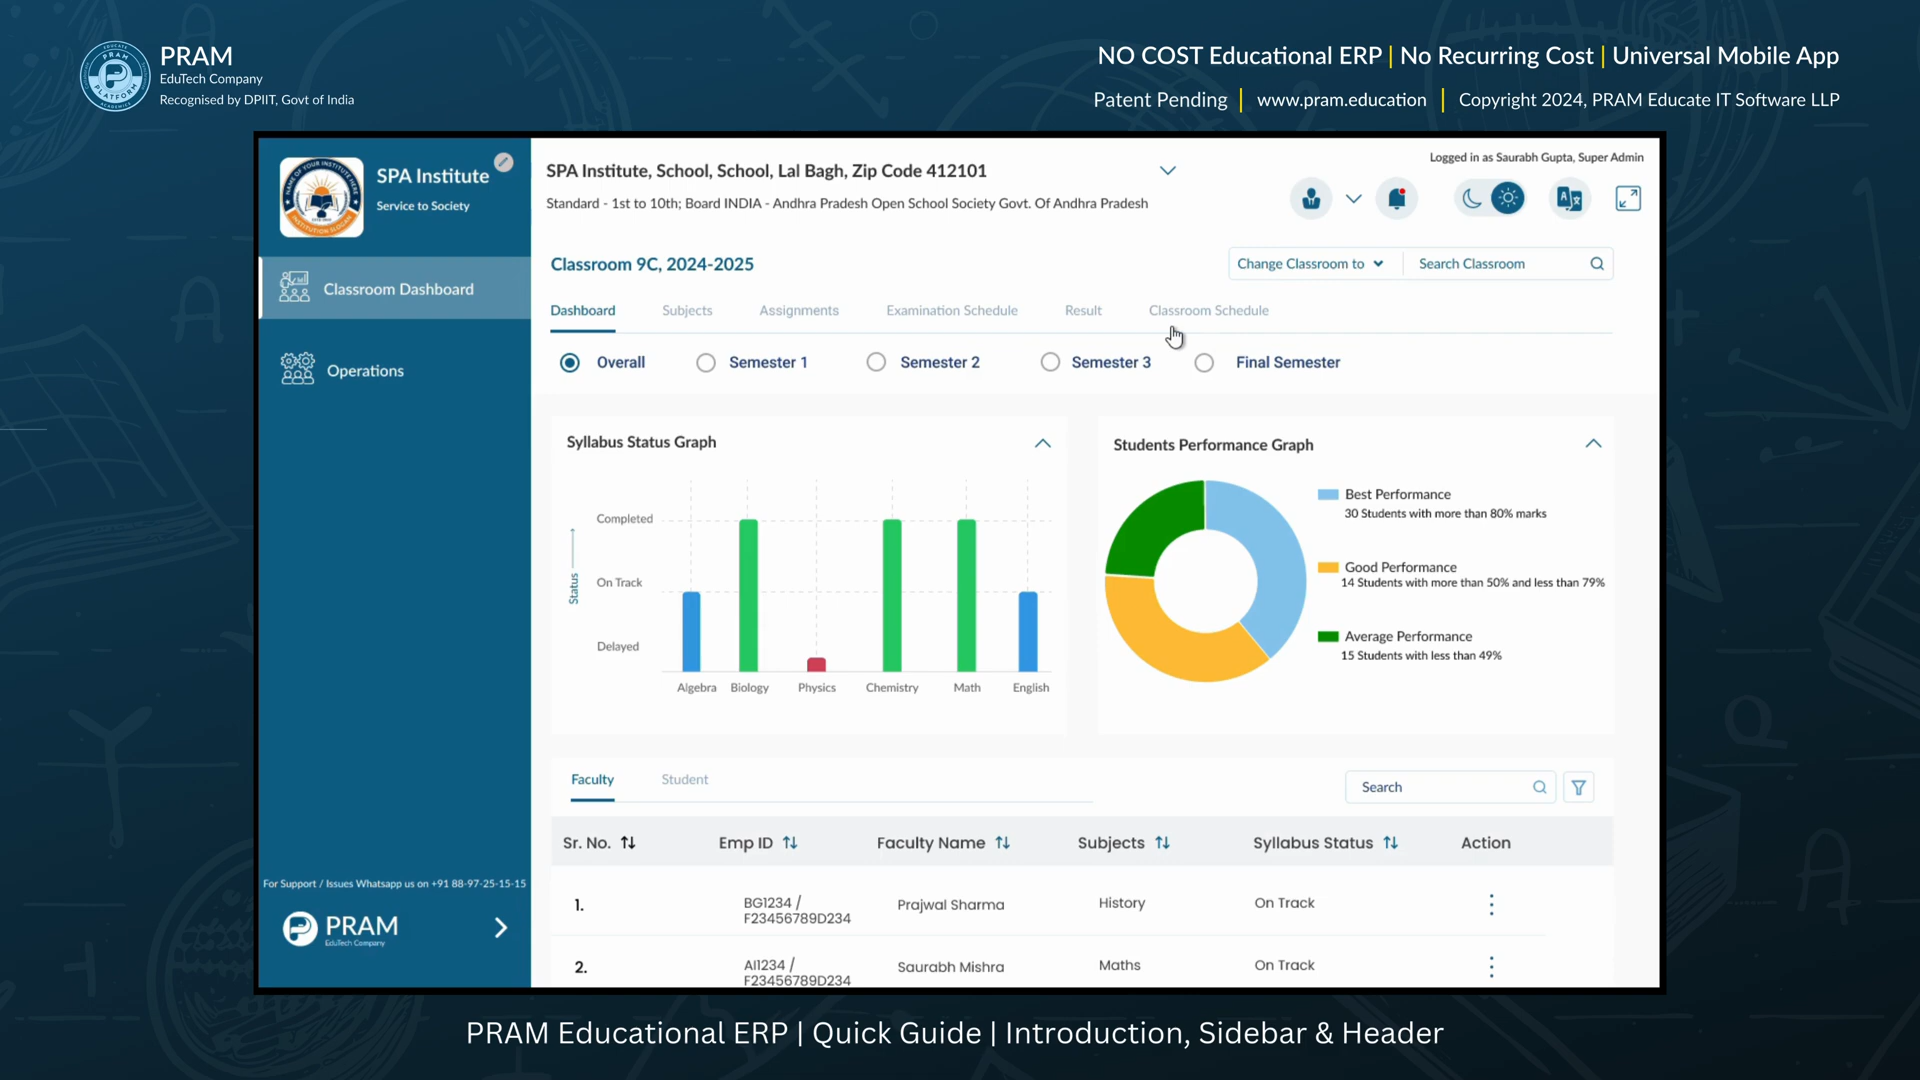 PRAM
EduTech Company
Recognised by DPIIT, Govt of India
NO COST Educational ERP | No Recurring Cost | Universal Mobile App
Patent Pending | www.pram.education | Copyright 2024, PRAM Educate IT Software LLP
SPA Institute
Service to Society
Classroom Dashboard
Operations
For Support / Issues Whatsapp us on +91 88-97-25-15-15
PRAM
EduTech Company
SPA Institute, School, School, Lal Bagh, Zip Code 412101
Standard - 1st to 10th; Board INDIA - Andhra Pradesh Open School Society Govt. Of Andhra Pradesh
Logged in as Saurabh Gupta, Super Admin
Classroom 9C, 2024-2025
Change Classroom to
Search Classroom
Dashboard Subjects Assignments Examination Schedule Result Classroom Schedule
Overall Semester 1 Semester 2 Semester 3 Final Semester
Syllabus Status Graph
Status
Completed
On Track
Delayed
Algebra Biology Physics Chemistry Math English
Students Performance Graph
Best Performance
30 Students with more than 80% marks
Good Performance
14 Students with more than 50% and less than 79%
Average Performance
15 Students with less than 49%
Faculty Student
Search
Sr. No. Emp ID Faculty Name Subjects Syllabus Status Action
1. BG1234 / Prajwal Sharma History On Track
F23456789D234
2. AI1234 / Saurabh Mishra Maths On Track
F23456789D234
PRAM Educational ERP | Quick Guide | Introduction, Sidebar & Header